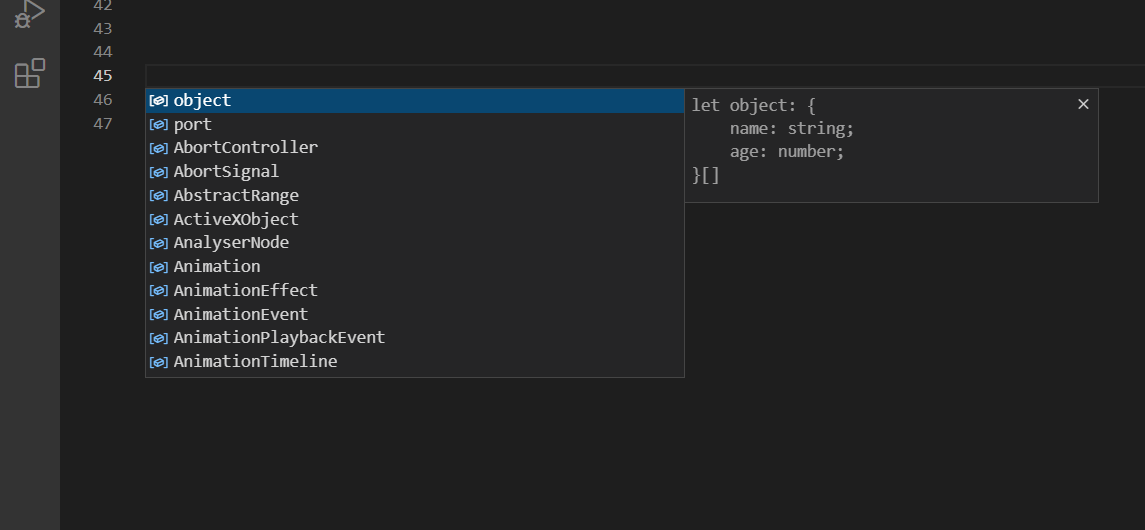 42
43
44
45
46
47
object
port
AbortController
AbortSignal
AbstractRange
ActiveXObject
AnalyserNode
Animation
AnimationEffect
AnimationEvent
AnimationPlaybackEvent
AnimationTimeline
let object: {
    name: string;
    age: number;
}[]